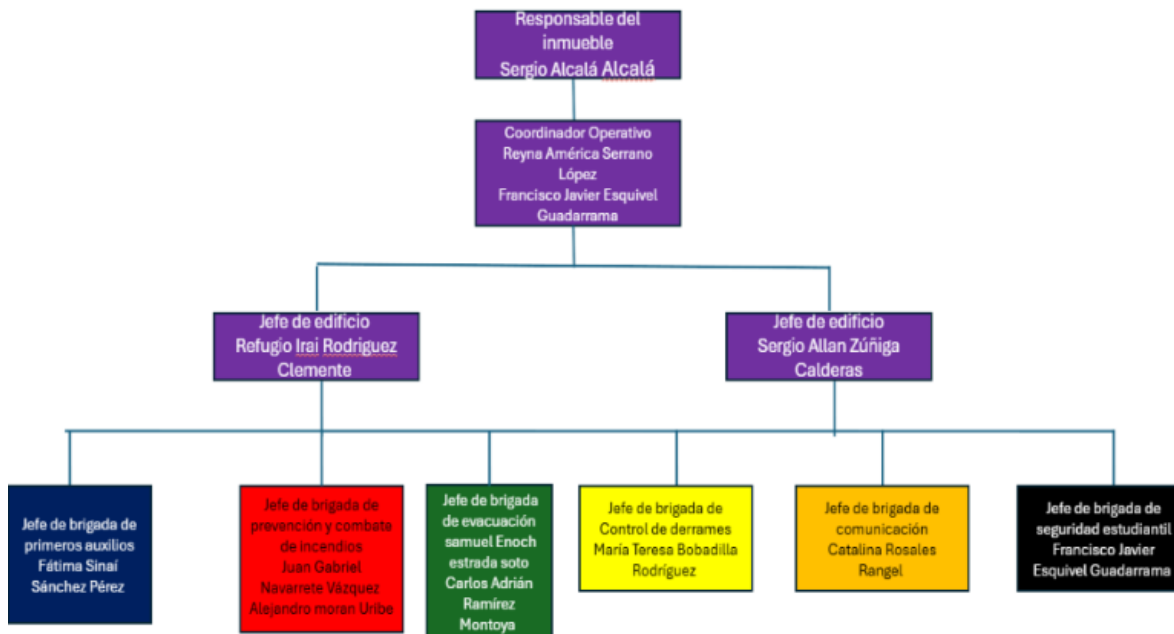 Responsable del
inmueble
Sergio Alcalá Alcalá
Coordinador Operativo
Reyna América Serrano
López
Francisco Javier Esquivel
Guadarrama
Jefe de edificio
Refugio Irai Rodriguez
Clemente
Jefe de edificio
Sergio Allan Zúñiga
Calderas
Jefe de brigada de
primeros auxilios
Fátima Sinaí
Sánchez Pérez
Jefe de brigada de
prevención y combate
de incendios
Juan Gabriel
Navarrete Vázquez
Alejandro moran Uribe
Jefe de brigada
de evacuación
samuel Enoch
estrada soto
Carlos Adrián
Ramírez
Montoya
Jefe de brigada de
Control de derrames
María Teresa Bobadilla
Rodríguez
Jefe de brigada de
comunicación
Catalina Rosales
Rangel
Jefe de brigada de
seguridad estudiantil
Francisco Javier
Esquivel Guadarrama